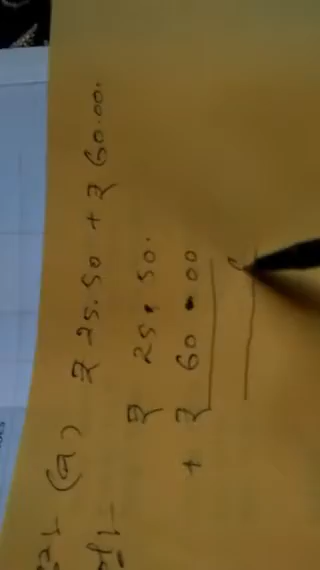 (a) ₹ 25.50 + ₹ 60.00.
₹ 25.50.
+ ₹ 60.00